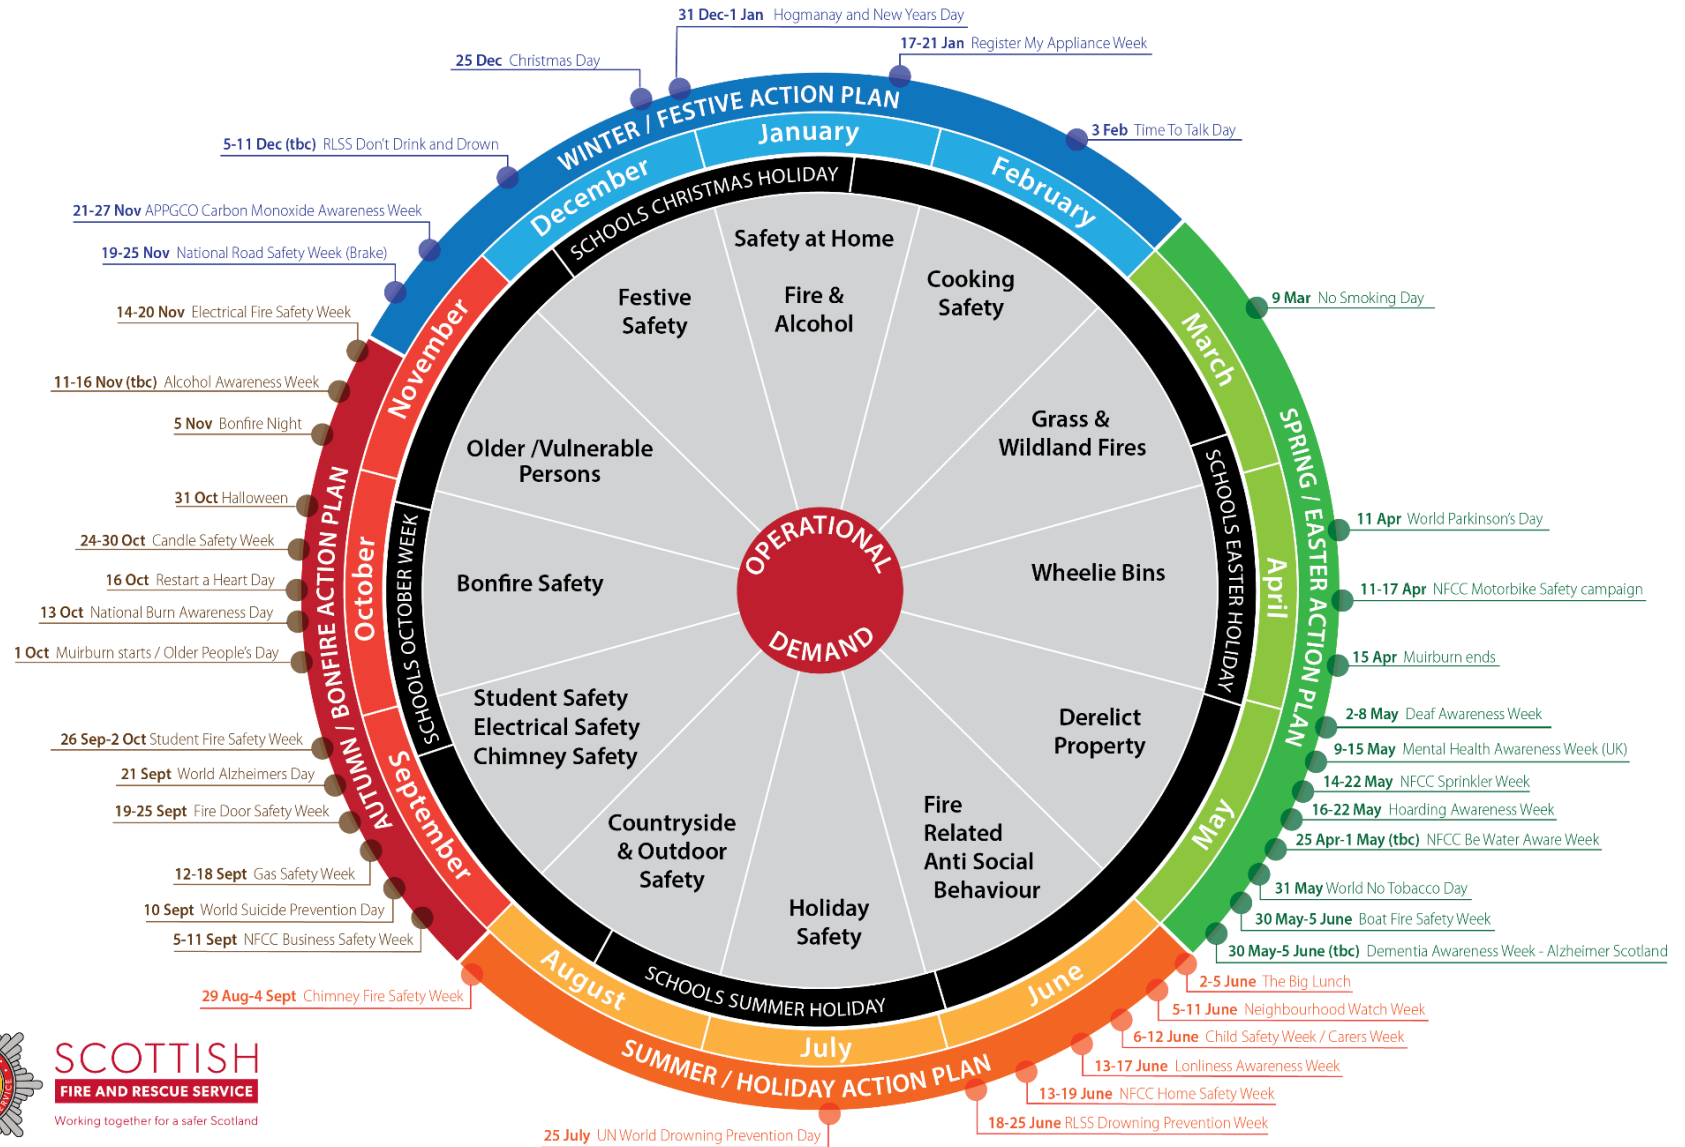 31 Dec-1 Jan Hogmanay and New Years Day
17-21 Jan Register My Appliance Week
25 Dec Christmas Day
3 Feb Time To Talk Day
5-11 Dec (tbc) RLSS Don't Drink and Drown
21-27 Nov APPGCO Carbon Monoxide Awareness Week
19-25 Nov National Road Safety Week (Brake)
14-20 Nov Electrical Fire Safety Week
11-16 Nov (tbc) Alcohol Awareness Week
5 Nov Bonfire Night
31 Oct Halloween
24-30 Oct Candle Safety Week
16 Oct Restart a Heart Day
13 Oct National Burn Awareness Day
1 Oct Muirburn starts / Older People's Day
26 Sep-2 Oct Student Fire Safety Week
21 Sept World Alzheimers Day
19-25 Sept Fire Door Safety Week
12-18 Sept Gas Safety Week
10 Sept World Suicide Prevention Day
5-11 Sept NFCC Business Safety Week
29 Aug-4 Sept Chimney Fire Safety Week
9 Mar No Smoking Day
11 Apr World Parkinson's Day
11-17 Apr NFCC Motorbike Safety campaign
15 Apr Muirburn ends
2-8 May Deaf Awareness Week
9-15 May Mental Health Awareness Week (UK)
14-22 May NFCC Sprinkler Week
16-22 May Hoarding Awareness Week
25 Apr-1 May (tbc) NFCC Be Water Aware Week
31 May World No Tobacco Day
30 May-5 June Boat Fire Safety Week
30 May-5 June (tbc) Dementia Awareness Week - Alzheimer Scotland
2-5 June The Big Lunch
5-11 June Neighbourhood Watch Week
6-12 June Child Safety Week / Carers Week
13-17 June Lonliness Awareness Week
13-19 June NFCC Home Safety Week
18-25 June RLSS Drowning Prevention Week
25 July UN World Drowning Prevention Day
WINTER / FESTIVE ACTION PLAN
SPRING / EASTER ACTION PLAN
SUMMER / HOLIDAY ACTION PLAN
AUTUMN / BONFIRE ACTION PLAN
January
February
March
April
May
June
July
August
September
October
November
December
SCHOOLS CHRISTMAS HOLIDAY
SCHOOLS EASTER HOLIDAY
SCHOOLS SUMMER HOLIDAY
SCHOOLS OCTOBER WEEK
Safety at Home
Fire &
Alcohol
Cooking
Safety
Grass &
Wildland Fires
Wheelie Bins
Derelict
Property
Fire
Related
Anti Social
Behaviour
Holiday
Safety
Countryside
& Outdoor
Safety
Student Safety
Electrical Safety
Chimney Safety
Bonfire Safety
Older /Vulnerable
Persons
Festive
Safety
OPERATIONAL
DEMAND
SCOTTISH
FIRE AND RESCUE SERVICE
Working together for a safer Scotland